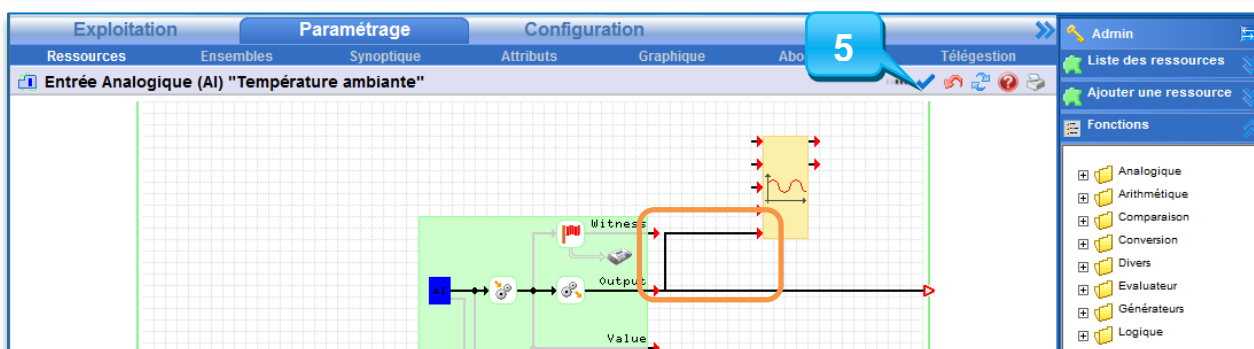 Exploitation Paramétrage Configuration
Ressources Ensembles Synoptique Attributs Graphique Abo Télégestion
5
Entrée Analogique (AI) "Température ambiante"
Admin
Liste des ressources
Ajouter une ressource
Fonctions
Analogique
Arithmétique
Comparaison
Conversion
Divers
Evaluateur
Générateurs
Logique
Witness
Output
AI
Value